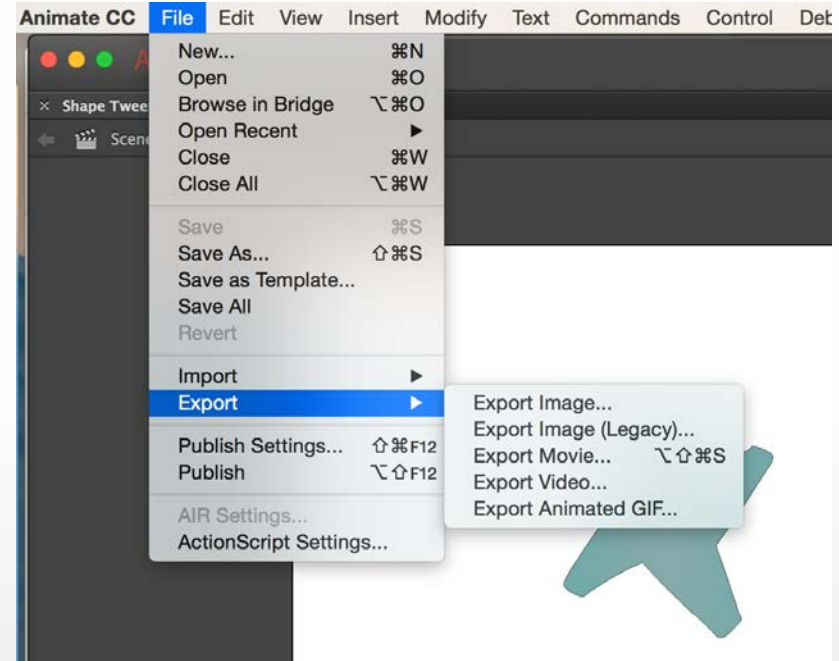 Animate CC File Edit View Insert Modify Text Commands Control Deb
× Shape Twee
Scene
New... ⌘N
Open ⌘O
Browse in Bridge ⌥⌘O
Open Recent ▶
Close ⌘W
Close All ⌥⌘W
Save ⌘S
Save As... ⇧⌘S
Save as Template...
Save All
Revert
Import ▶
Export ▶
Publish Settings... ⇧⌘F12
Publish ⌥⇧F12
AIR Settings...
ActionScript Settings...
Export Image...
Export Image (Legacy)...
Export Movie... ⌥⇧⌘S
Export Video...
Export Animated GIF...